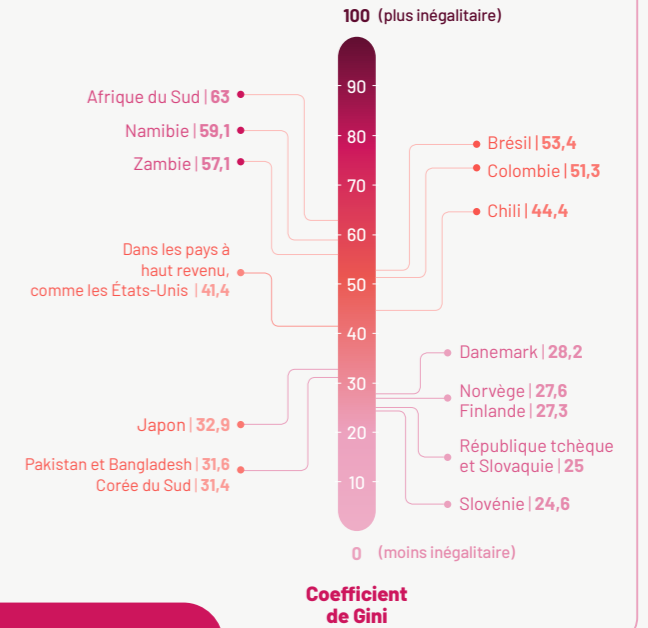 100 (plus inégalitaire)
90
80
70
60
50
40
30
20
10
0 (moins inégalitaire)
Afrique du Sud | 63
Namibie | 59,1
Zambie | 57,1
Dans les pays à
haut revenu,
comme les États-Unis | 41,4
Japon | 32,9
Pakistan et Bangladesh | 31,6
Corée du Sud | 31,4
Brésil | 53,4
Colombie | 51,3
Chili | 44,4
Danemark | 28,2
Norvège | 27,6
Finlande | 27,3
République tchèque
et Slovaquie | 25
Slovénie | 24,6
Coefficient
de Gini